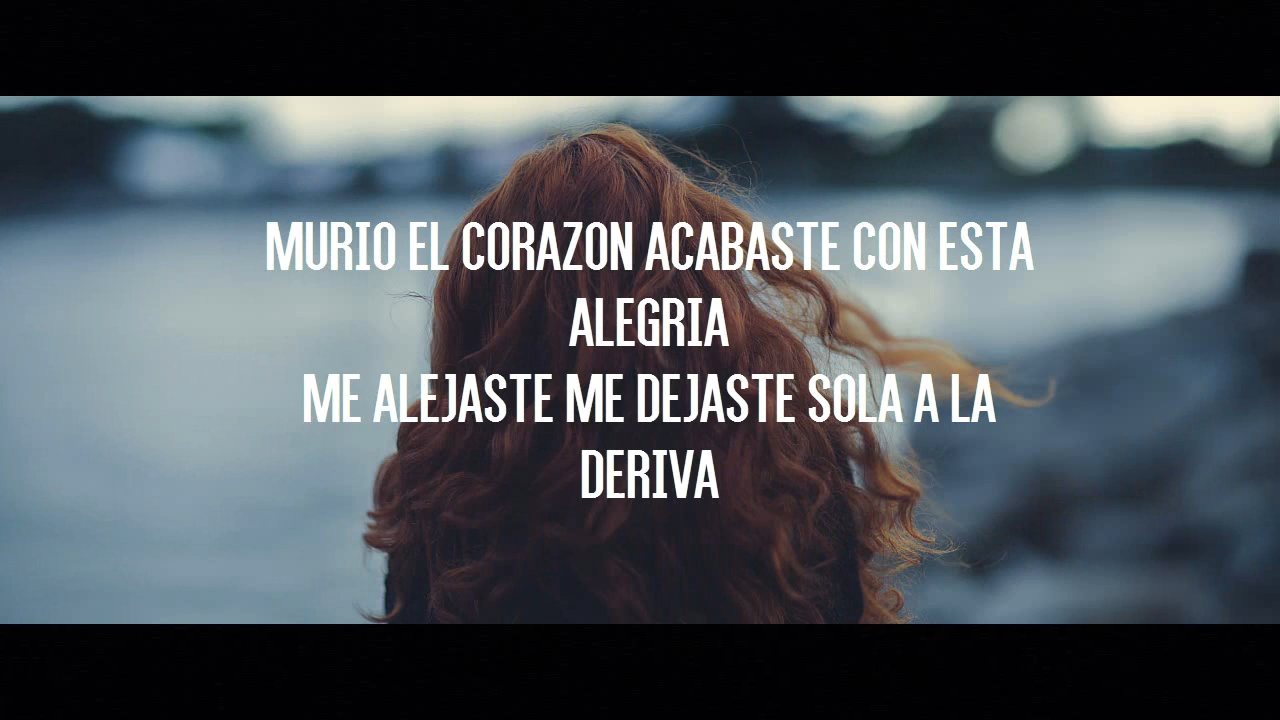 MURIO EL CORAZON ACABASTE CON ESTA
ALEGRIA
ME ALEJASTE ME DEJASTE SOLA A LA
DERIVA